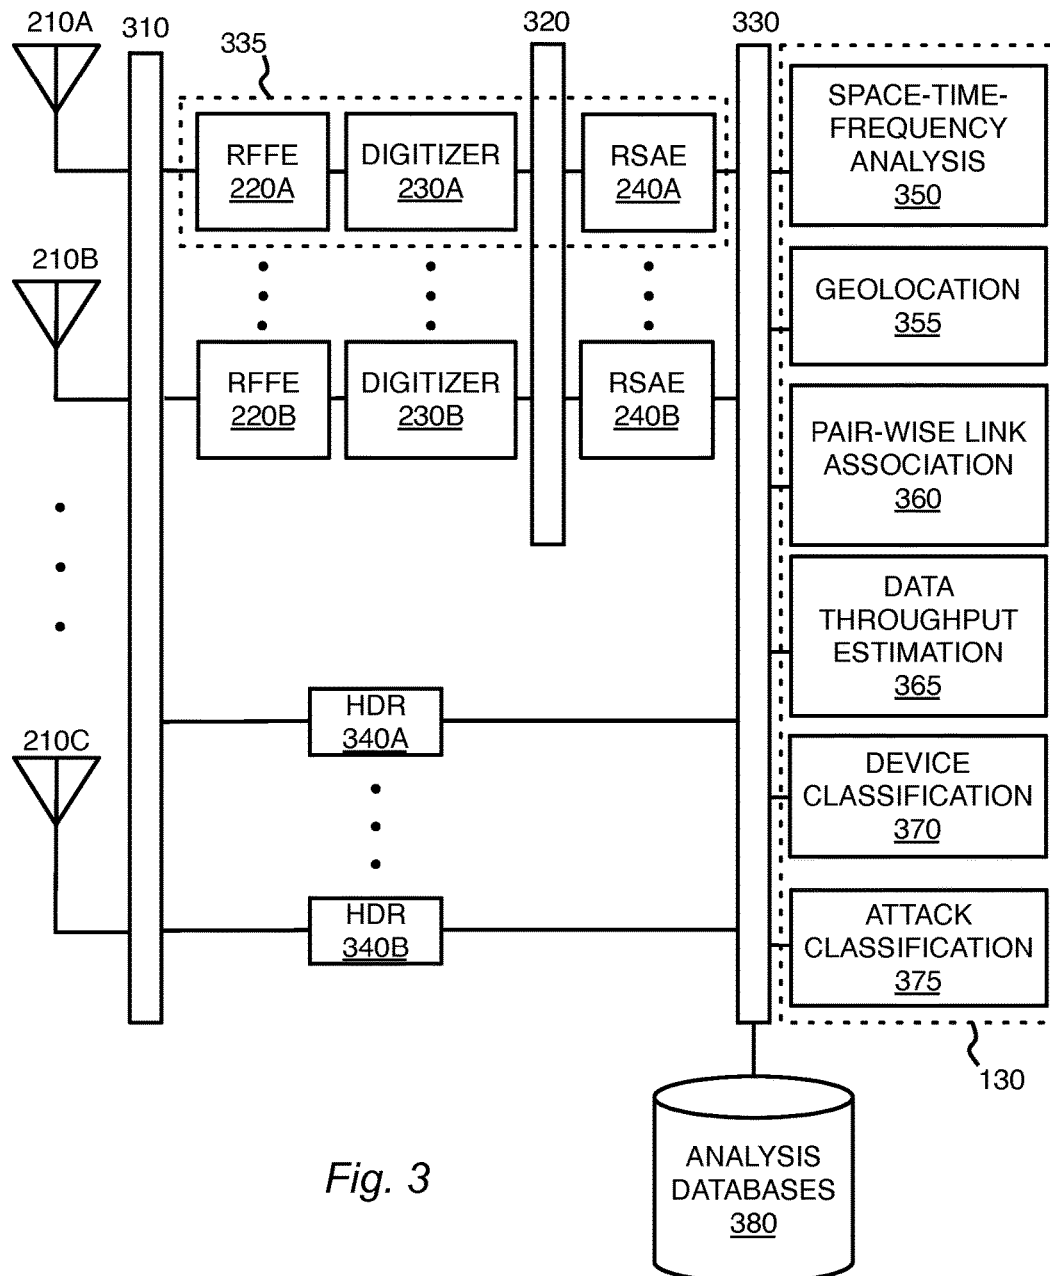 210A
310
335
320
330
RFFE
220A
DIGITIZER
230A
RSAE
240A
SPACE-TIME-
FREQUENCY
ANALYSIS
350
210B
GEOLOCATION
355
RFFE
220B
DIGITIZER
230B
RSAE
240B
PAIR-WISE LINK
ASSOCIATION
360
DATA
THROUGHPUT
ESTIMATION
365
HDR
340A
210C
DEVICE
CLASSIFICATION
370
HDR
340B
ATTACK
CLASSIFICATION
375
130
ANALYSIS
DATABASES
380
Fig. 3